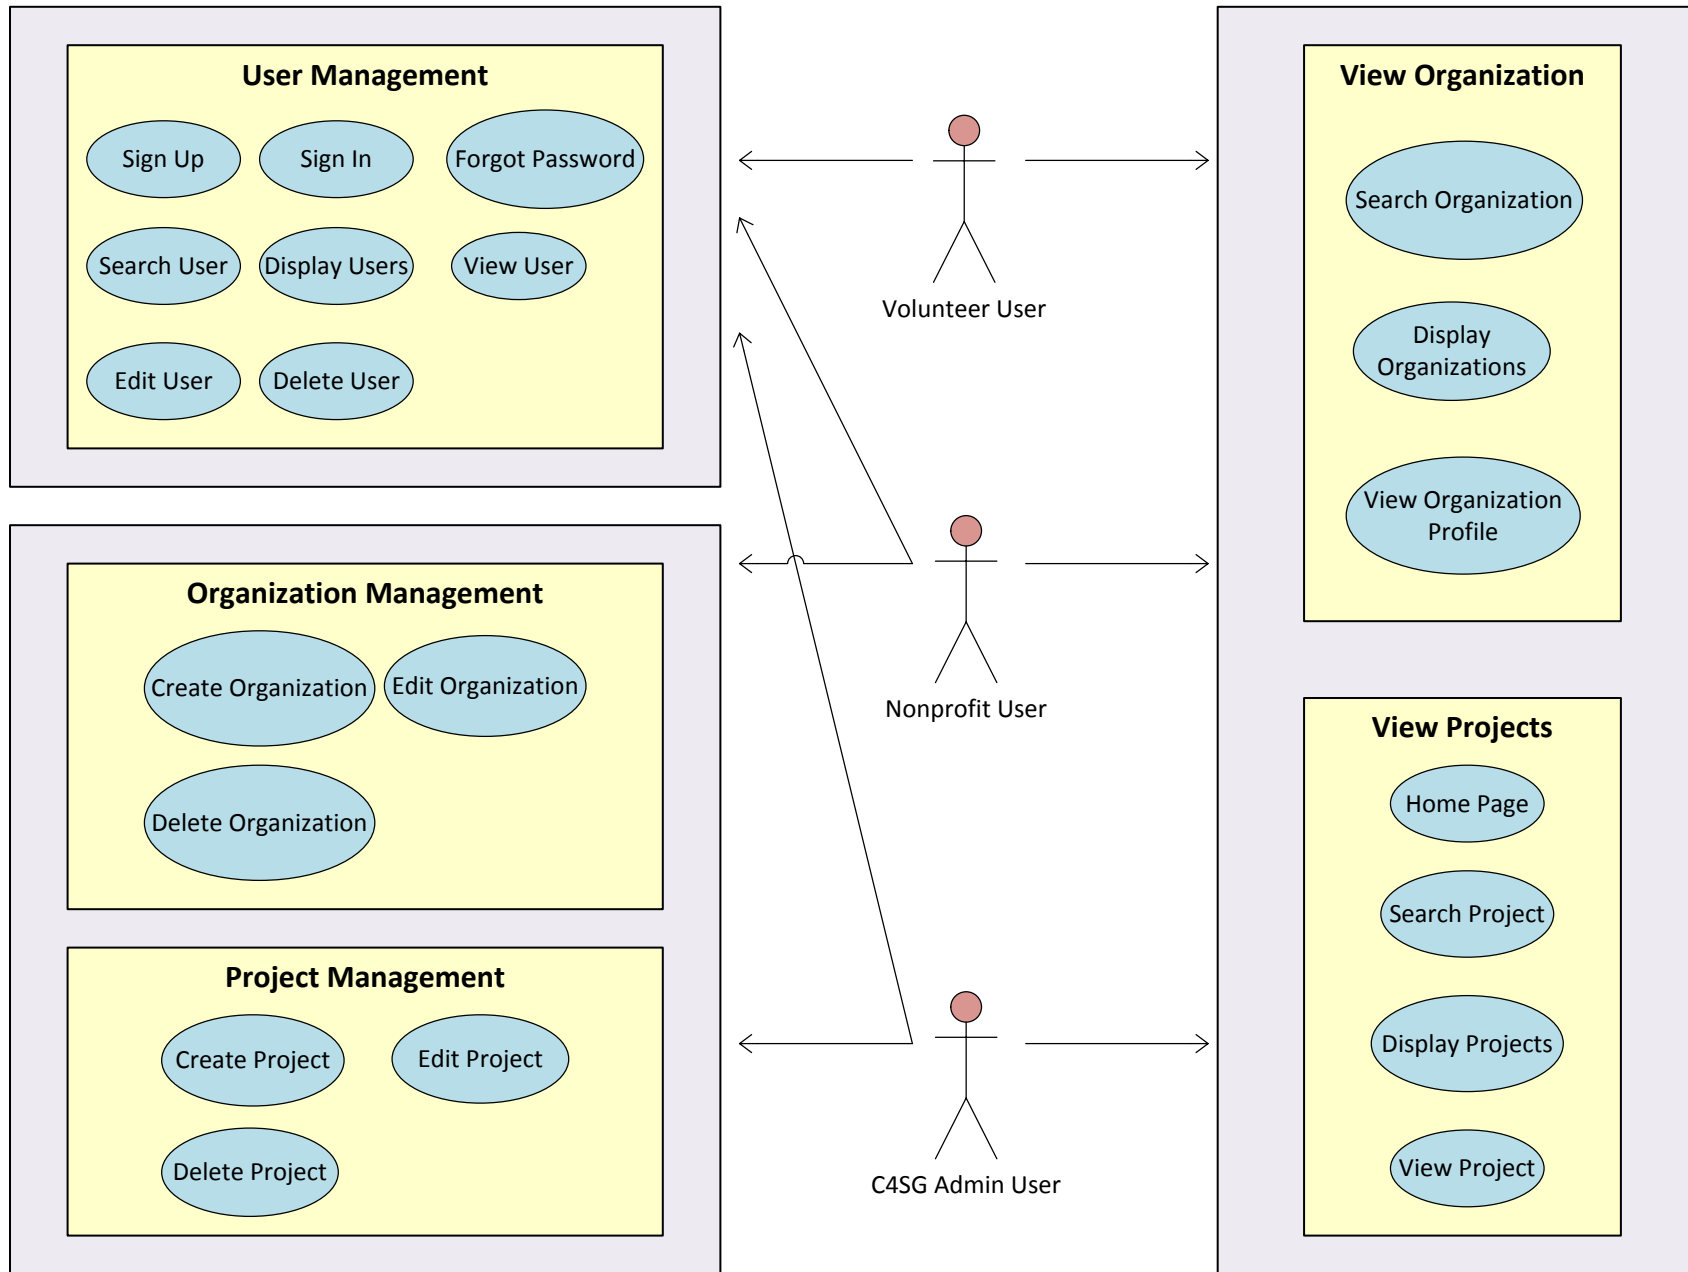 User Management
Sign Up
Sign In
Forgot Password
Search User
Display Users
View User
Edit User
Delete User
Organization Management
Create Organization
Edit Organization
Delete Organization
Project Management
Create Project
Edit Project
Delete Project
Volunteer User
Nonprofit User
C4SG Admin User
View Organization
Search Organization
Display
Organizations
View Organization
Profile
View Projects
Home Page
Search Project
Display Projects
View Project